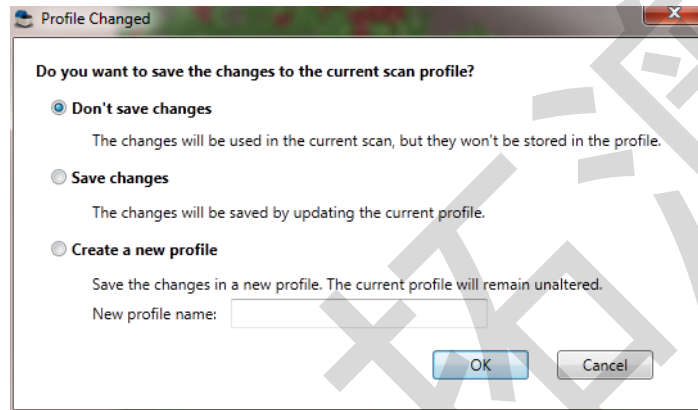 Profile Changed
Do you want to save the changes to the current scan profile?
Don't save changes
The changes will be used in the current scan, but they won't be stored in the profile.
Save changes
The changes will be saved by updating the current profile.
Create a new profile
Save the changes in a new profile. The current profile will remain unaltered.
New profile name:
OK Cancel